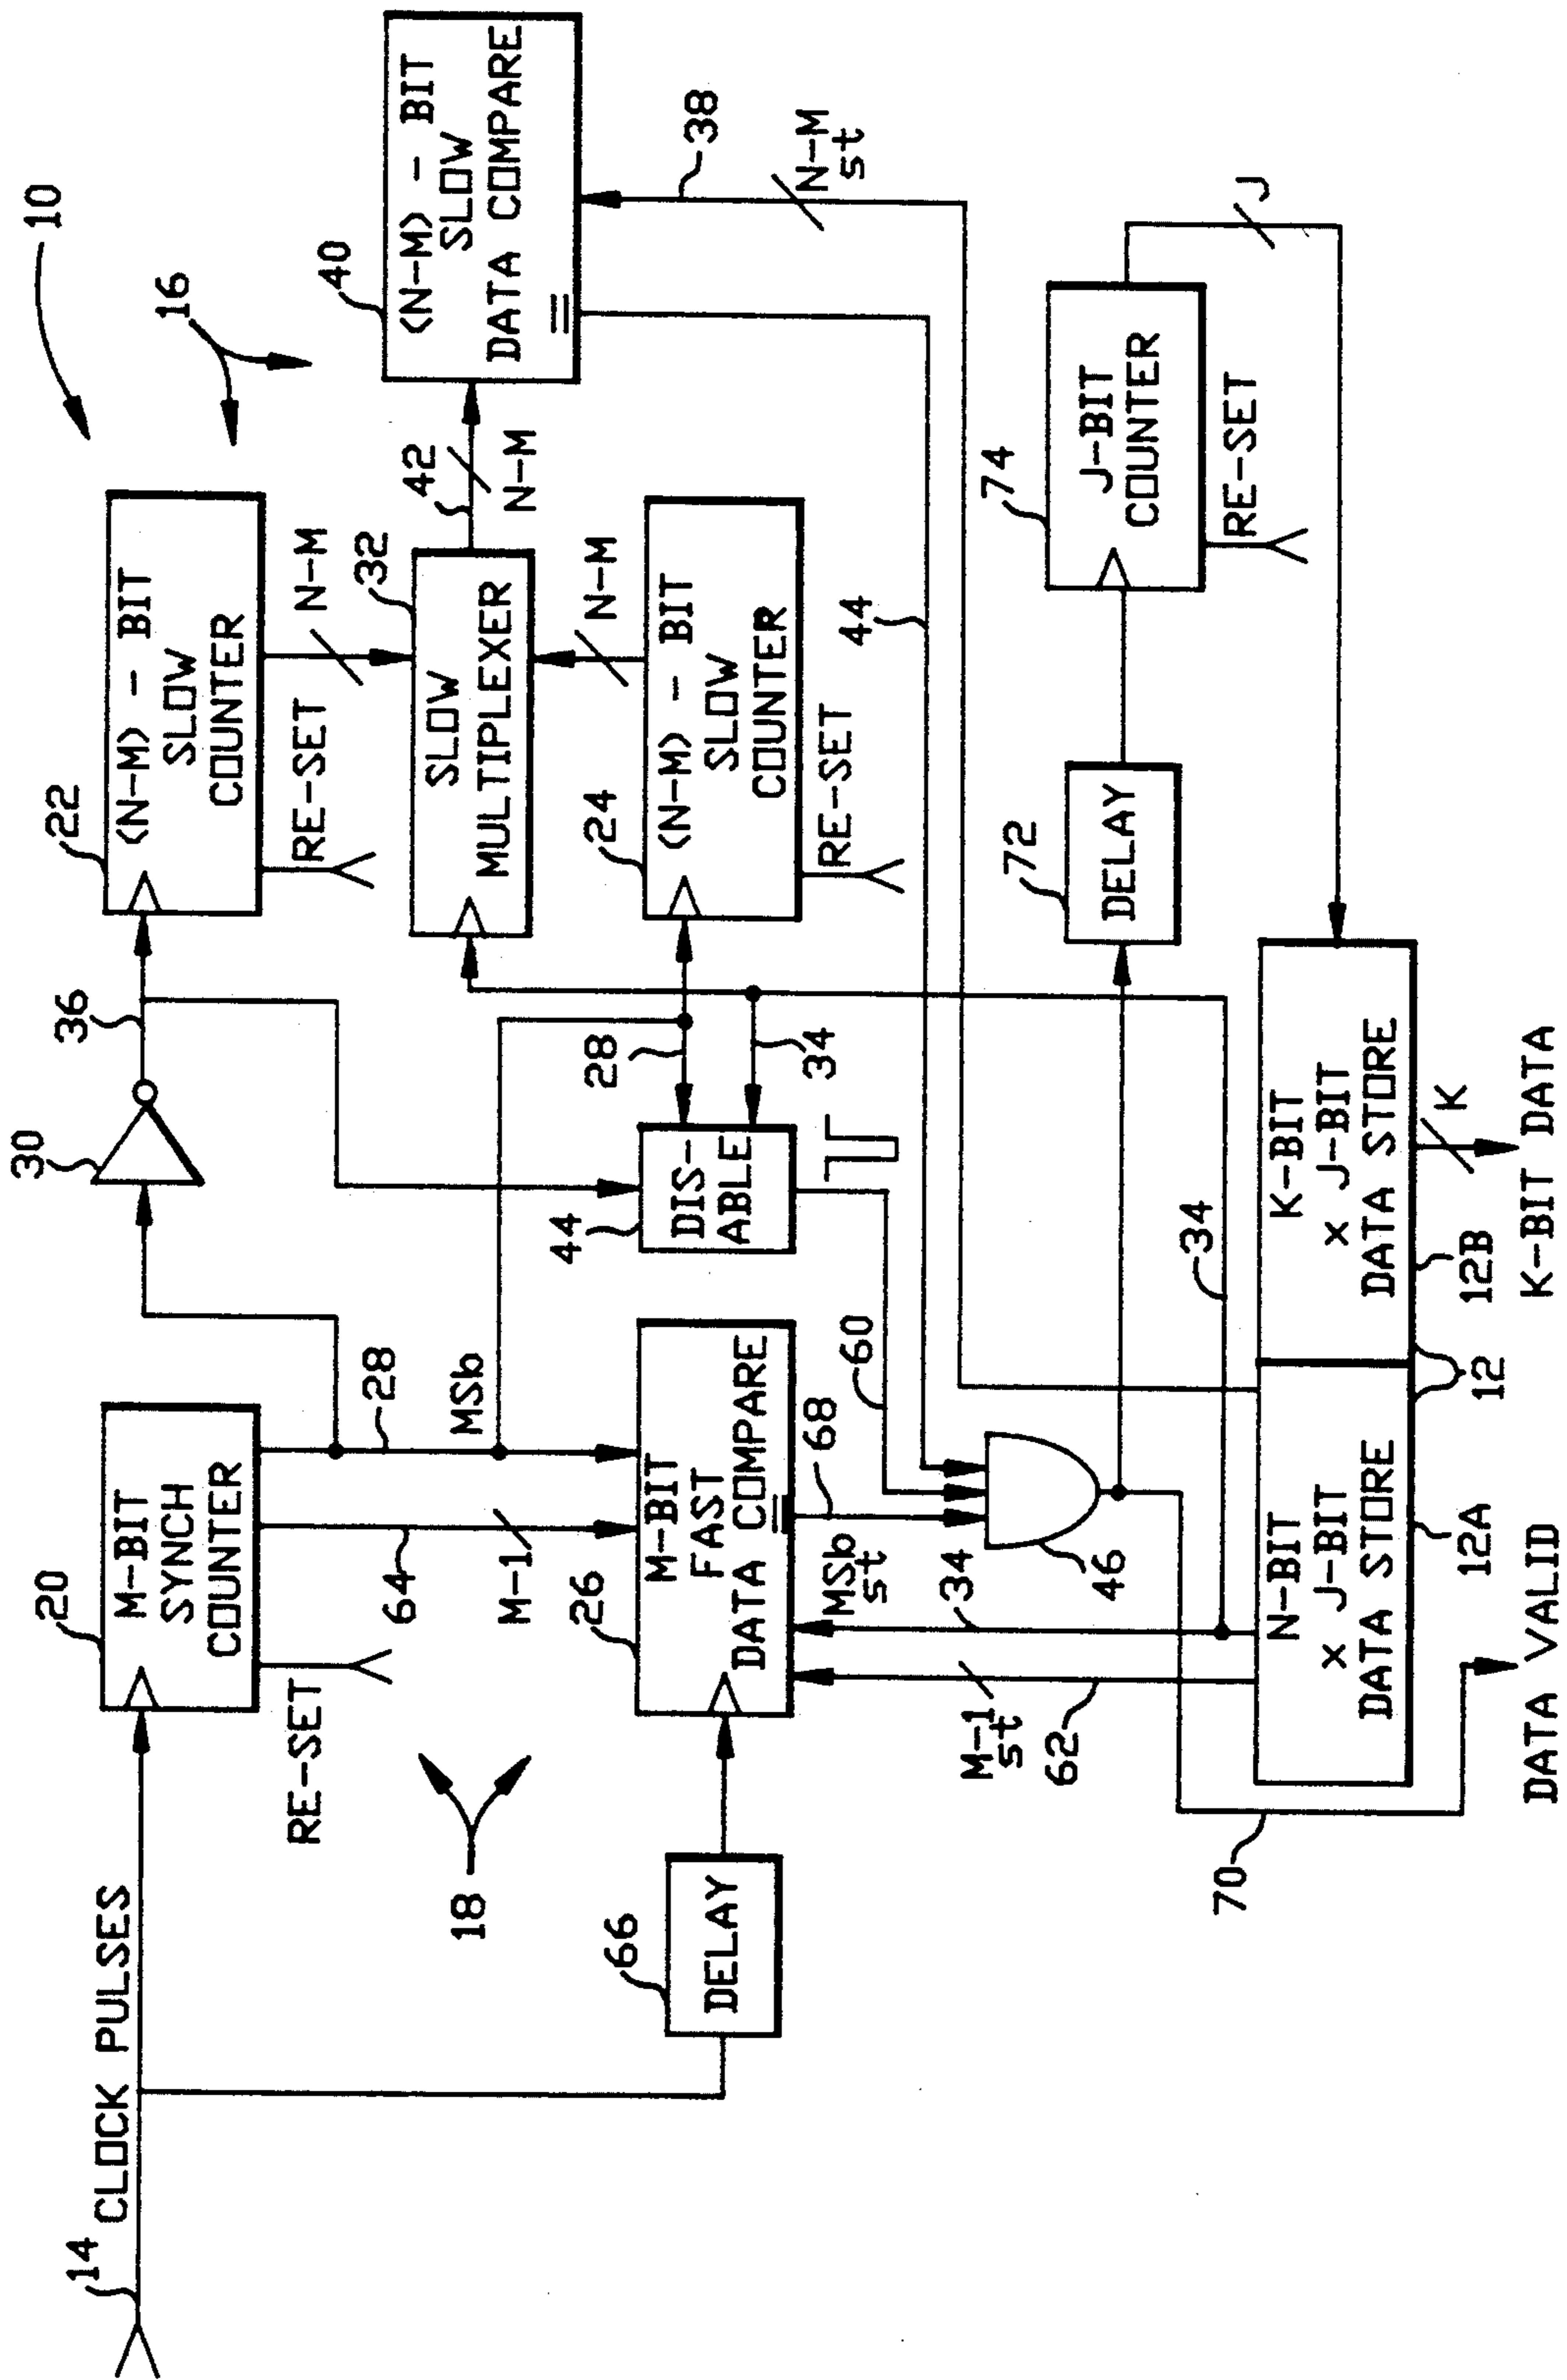 10
16
14
CLOCK PULSES
20
M-BIT
SYNCH
COUNTER
RE-SET
30
36
22
(N-M) - BIT
SLOW
COUNTER
RE-SET
N-M
40
(N-M) - BIT
SLOW
DATA COMPARE
=
18
64
M-1
28
MSb
32
SLOW
MULTIPLEXER
42
N-M
38
N-M
st
N-M
24
(N-M) - BIT
SLOW
COUNTER
RE-SET
28
34
44
DIS-
ABLE
66
DELAY
26
M-BIT
FAST
DATA COMPARE
=
68
60
44
M-1
st
62
MSb
st
34
46
72
DELAY
74
J-BIT
COUNTER
RE-SET
J
34
70
N-BIT
x J-BIT
DATA STORE
12A
12
K-BIT
x J-BIT
DATA STORE
12B
K
DATA VALID
K-BIT DATA